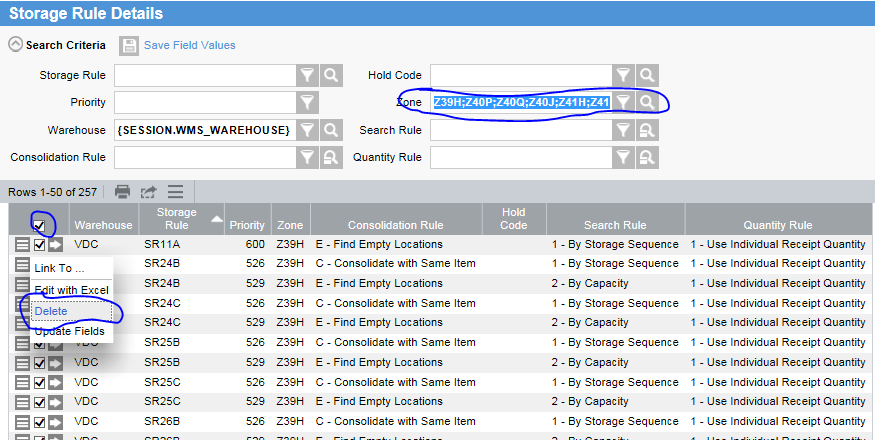 Storage Rule Details
Search Criteria Save Field Values
Storage Rule Hold Code
Priority Zone Z39H;Z40P;Z40Q;Z40J;Z41H;Z41
Warehouse {SESSION.WMS_WAREHOUSE} Search Rule
Consolidation Rule Quantity Rule
Rows 1-50 of 257
Warehouse Storage Rule Priority Zone Consolidation Rule Hold Code Search Rule Quantity Rule
VDC SR11A 600 Z39H E - Find Empty Locations 1 - By Storage Sequence 1 - Use Individual Receipt Quantity
SR24B 526 Z39H C - Consolidate with Same Item 1 - By Storage Sequence 1 - Use Individual Receipt Quantity
Link To ...
SR24B 529 Z39H E - Find Empty Locations 2 - By Capacity 1 - Use Individual Receipt Quantity
Edit with Excel
SR24C 526 Z39H C - Consolidate with Same Item 1 - By Storage Sequence 1 - Use Individual Receipt Quantity
Delete
SR24C 529 Z39H E - Find Empty Locations 2 - By Capacity 1 - Use Individual Receipt Quantity
Update Fields
VDC SR25B 526 Z39H C - Consolidate with Same Item 1 - By Storage Sequence 1 - Use Individual Receipt Quantity
VDC SR25B 529 Z39H E - Find Empty Locations 2 - By Capacity 1 - Use Individual Receipt Quantity
VDC SR25C 526 Z39H C - Consolidate with Same Item 1 - By Storage Sequence 1 - Use Individual Receipt Quantity
VDC SR25C 529 Z39H E - Find Empty Locations 2 - By Capacity 1 - Use Individual Receipt Quantity
VDC SR26B 526 Z39H C - Consolidate with Same Item 1 - By Storage Sequence 1 - Use Individual Receipt Quantity